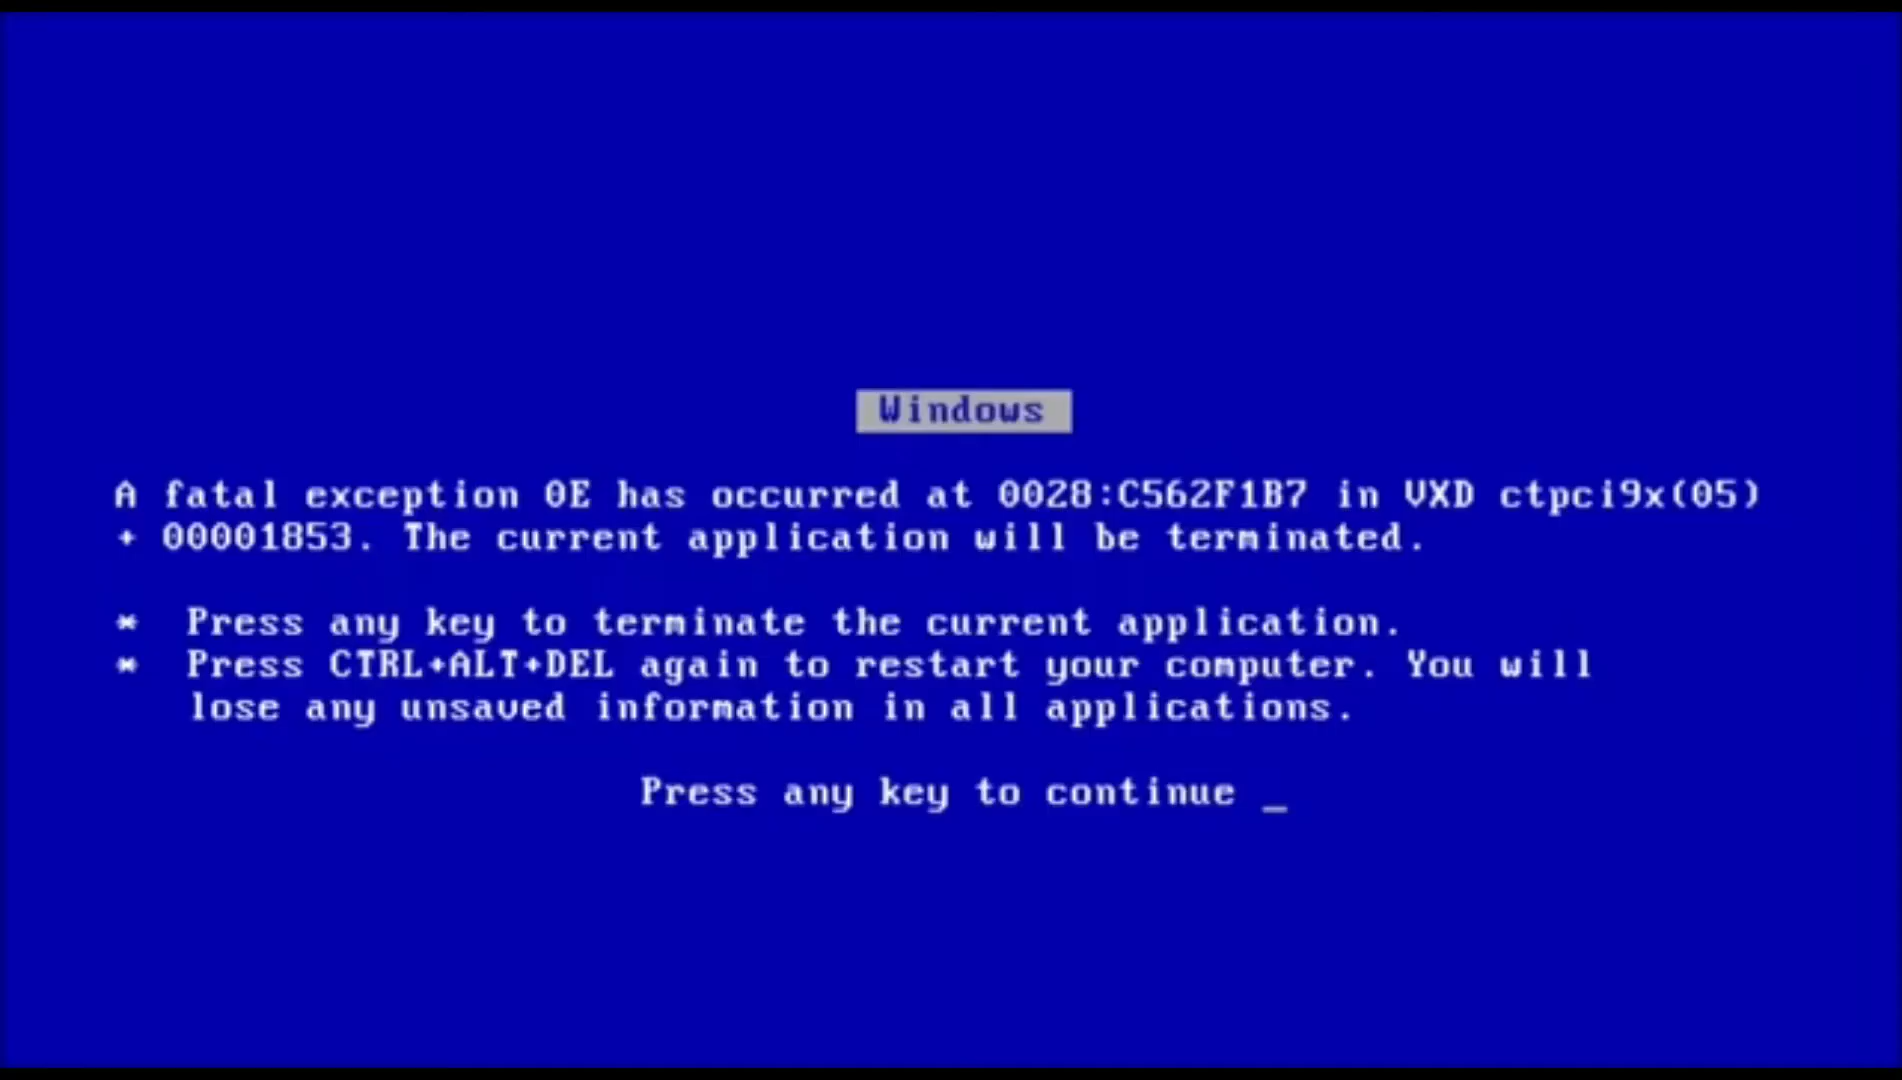 Windows
A fatal exception 0E has occurred at 0028:C562F1B7 in VXD ctpci9x(05)
+ 00001853. The current application will be terminated.
* Press any key to terminate the current application.
* Press CTRL+ALT+DEL again to restart your computer. You will
lose any unsaved information in all applications.
Press any key to continue _